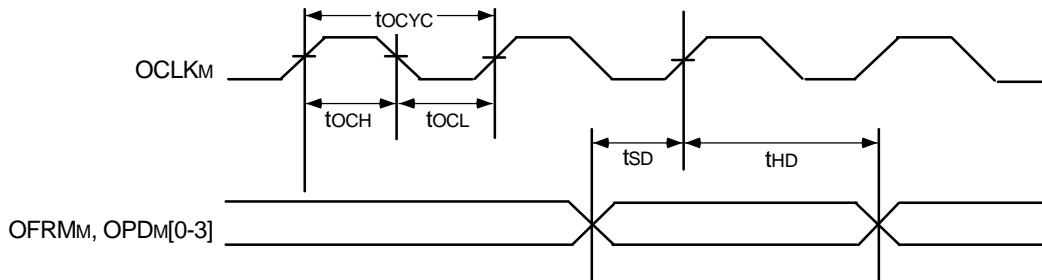 tOCYC
OCLKM
tOCH
tOCL
tSD
tHD
OFRMM, OPDM[0-3]